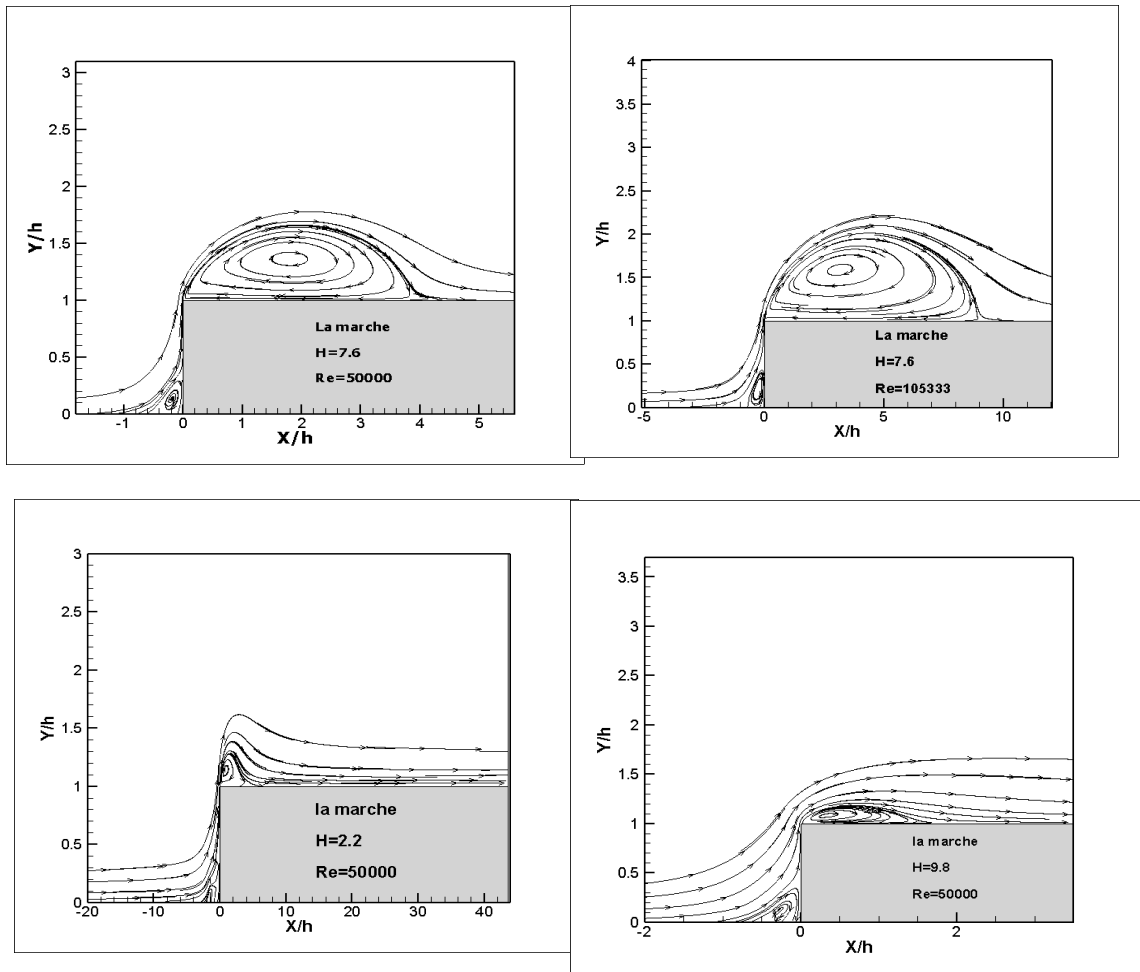 3
2.5
2
1.5
1
0.5
0
Y/h
-1 0 1 2 3 4 5
X/h
La marche
H=7.6
Re=50000
4
3.5
3
2.5
2
1.5
1
0.5
0
Y/h
-5 0 5 10
X/h
La marche
H=7.6
Re=105333
3
2.5
2
1.5
1
0.5
0
Y/h
-20 -10 0 10 20 30 40
X/h
la marche
H=2.2
Re=50000
3.5
3
2.5
2
1.5
1
0.5
0
Y/h
-2 0 2
X/h
la marche
H=9.8
Re=50000